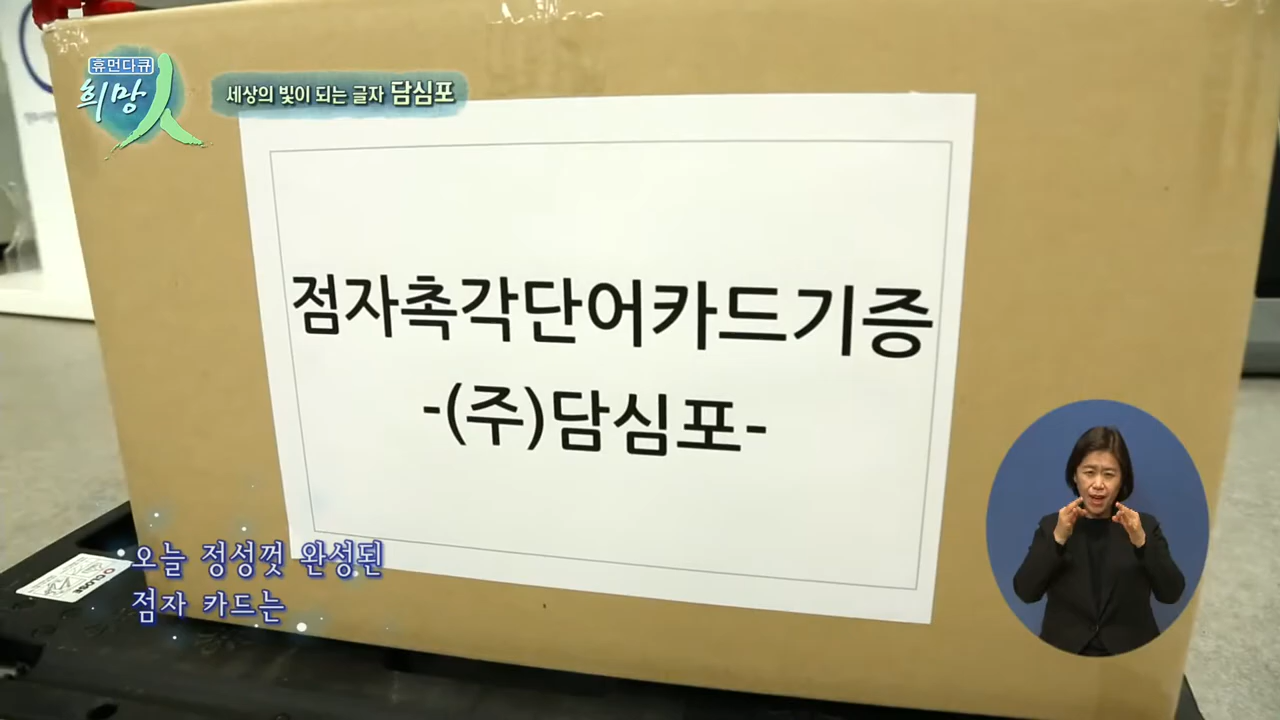 휴먼다큐
희망人
세상의 빛이 되는 글자 담심포
점자촉각단어카드기증
-(주)담심포-
오늘 정성껏 완성된
점자 카드는